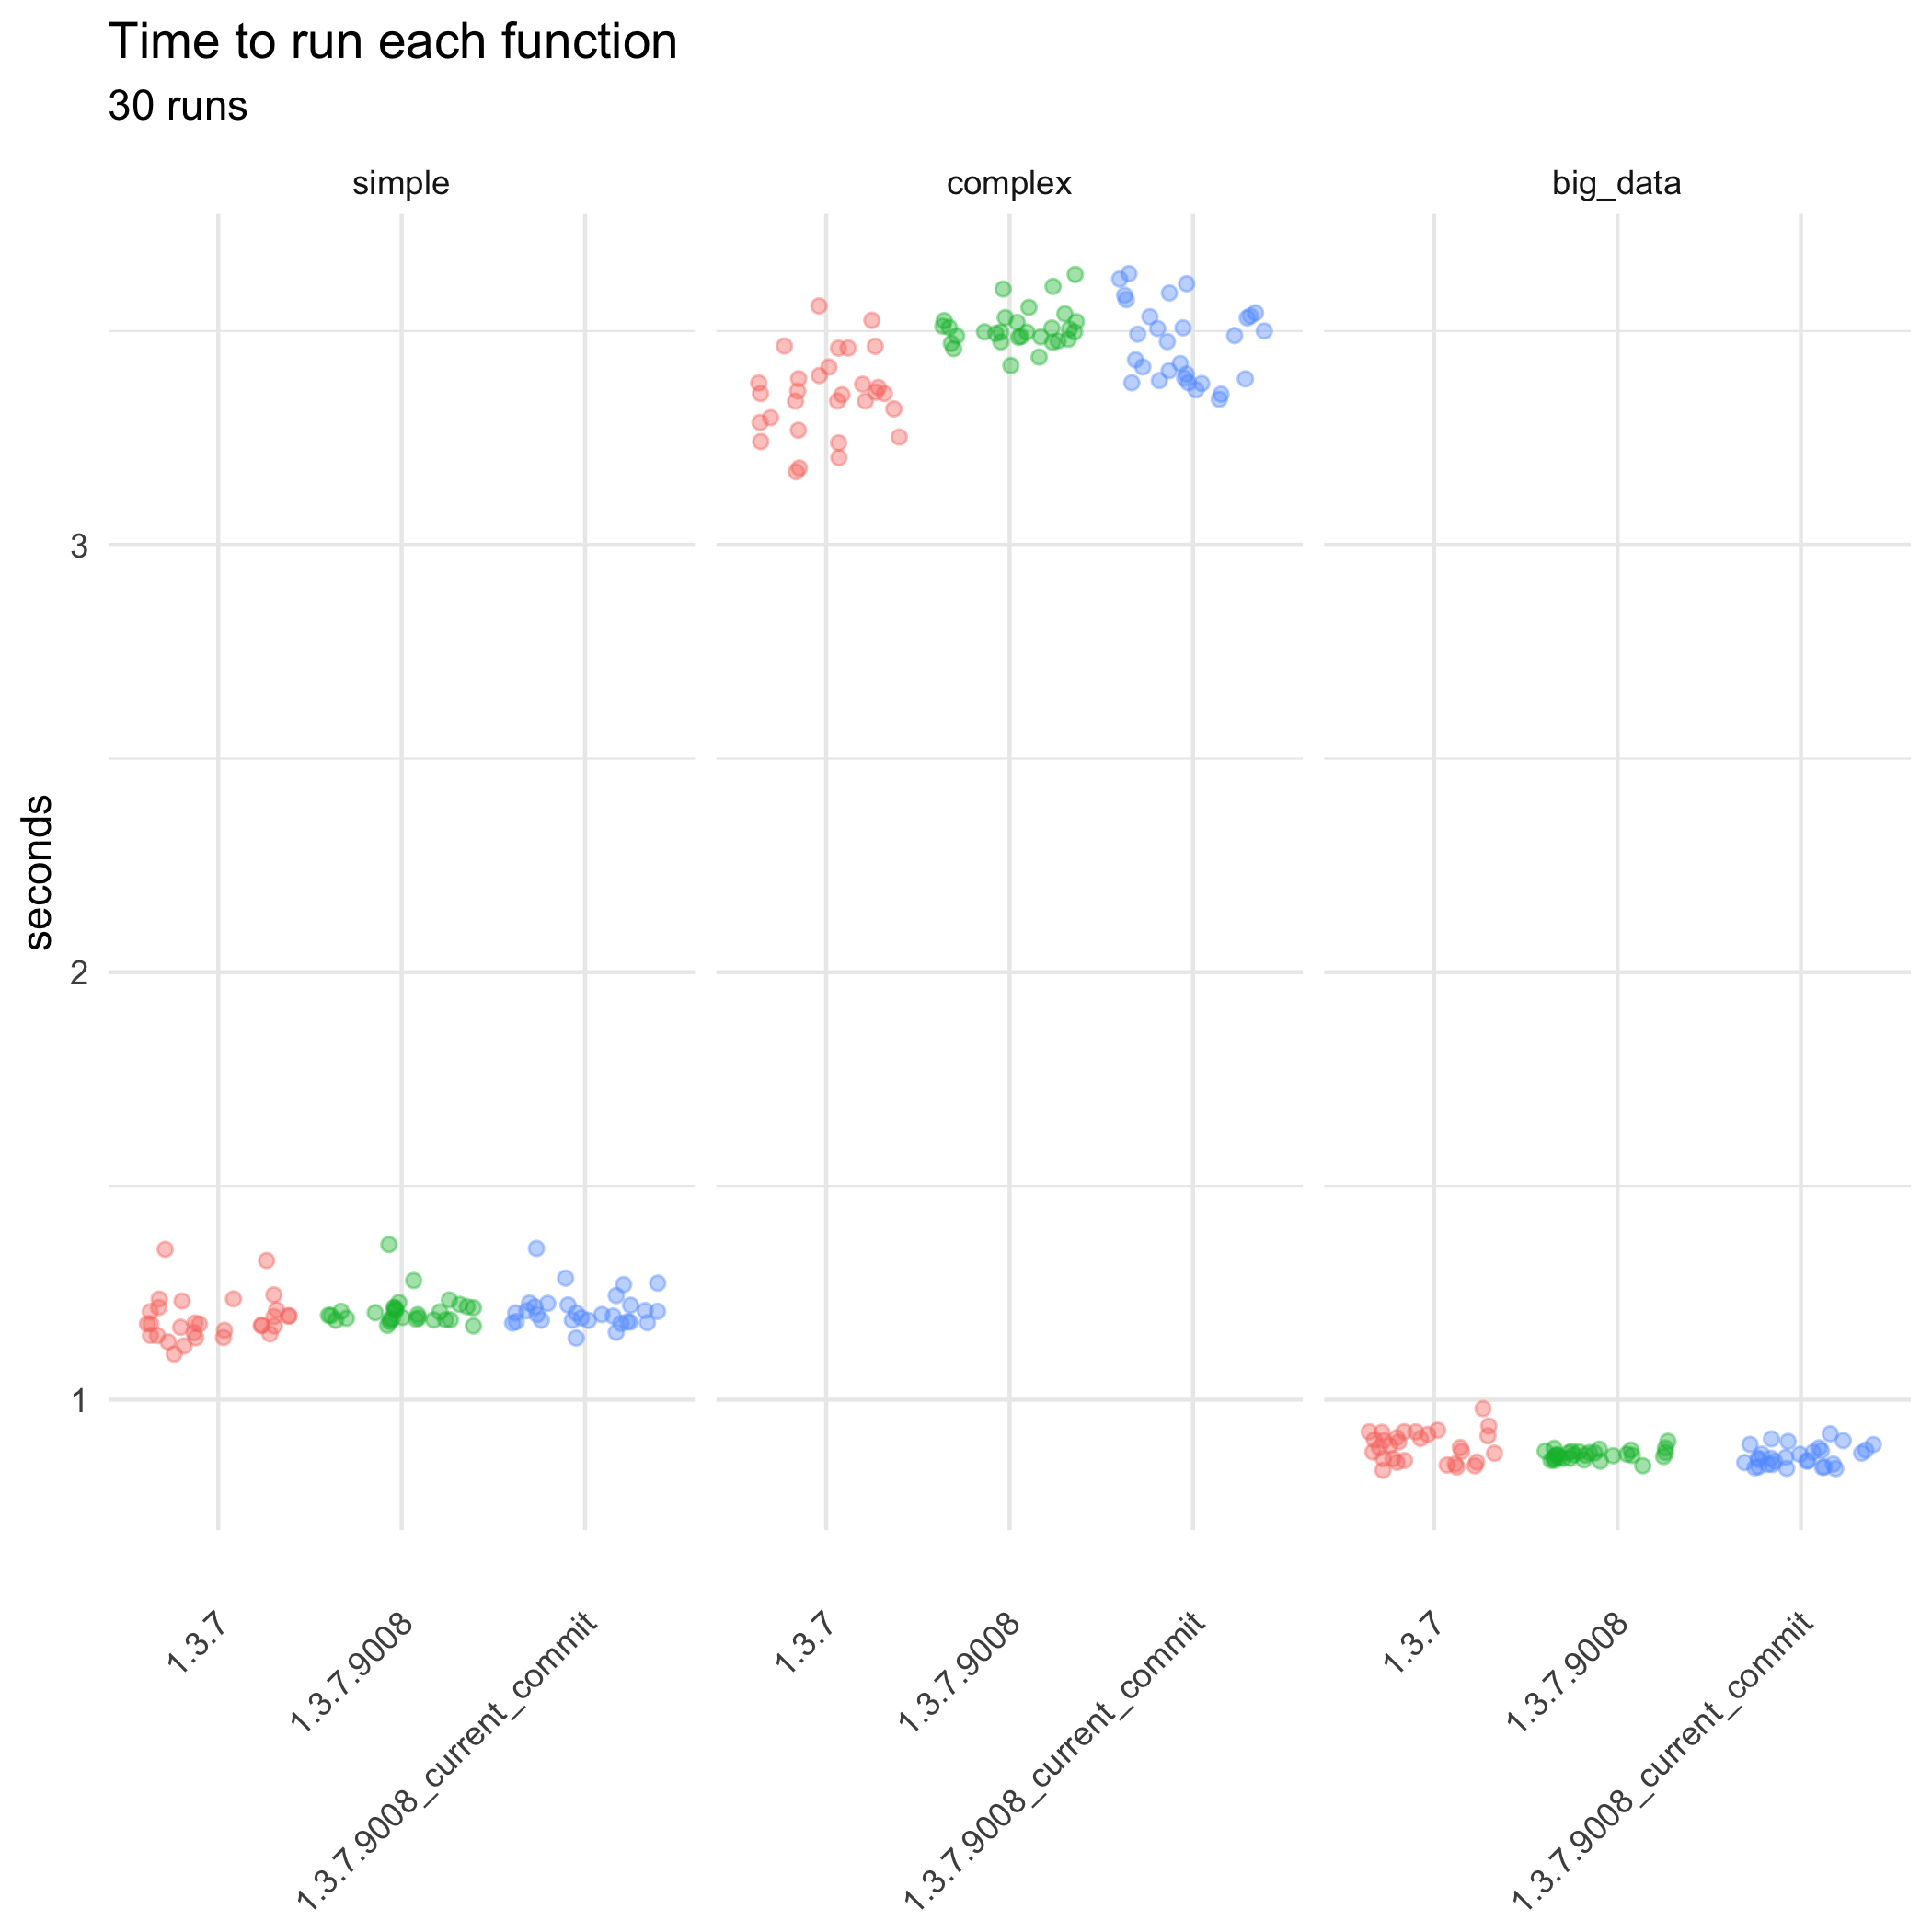 Time to run each function
30 runs
simple
complex
big_data
seconds
3
2
1
1.3.7
1.3.7.9008
1.3.7.9008_current_commit
1.3.7
1.3.7.9008
1.3.7.9008_current_commit
1.3.7
1.3.7.9008
1.3.7.9008_current_commit